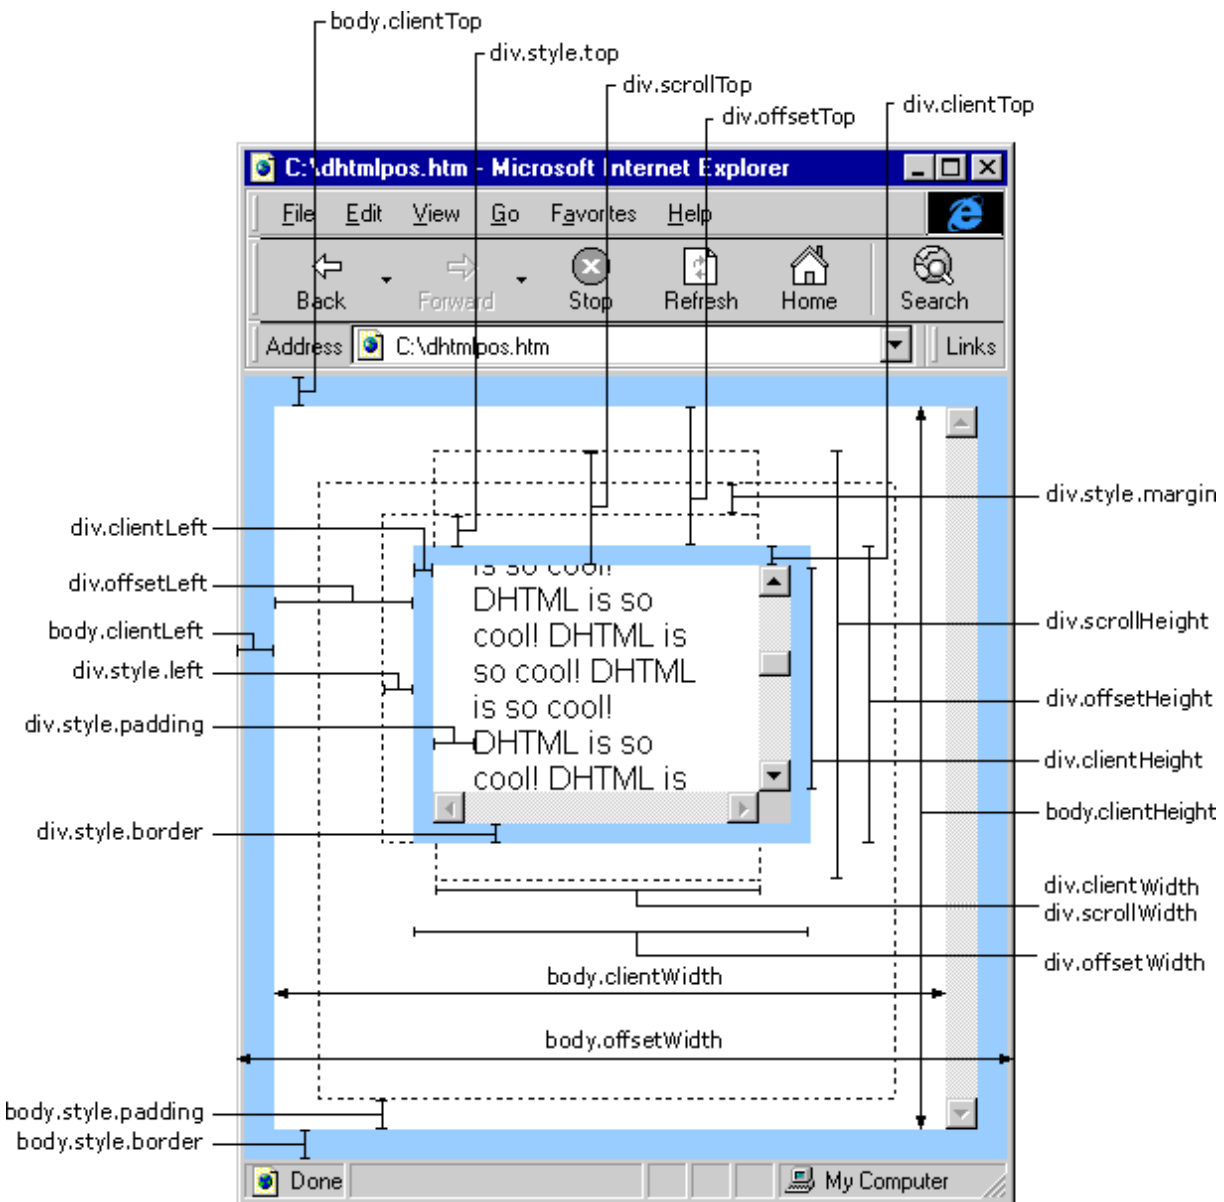 body.clientTop
div.style.top
div.scrollTop
div.clientTop
div.offsetTop
C:\dhtmlpos.htm - Microsoft Internet Explorer
File Edit View Go Favorites Help
Back Forward Stop Refresh Home Search
Address C:\dhtmlpos.htm Links
div.style.margin
div.clientLeft
div.offsetLeft
body.clientLeft
div.style.left
div.style.padding
div.style.border
is so cool!
DHTML is so
cool! DHTML is
so cool! DHTML
is so cool!
DHTML is so
cool! DHTML is
div.scrollHeight
div.offsetHeight
div.clientHeight
body.clientHeight
div.clientWidth
div.scrollWidth
div.offsetWidth
body.clientWidth
body.offsetWidth
body.style.padding
body.style.border
Done My Computer